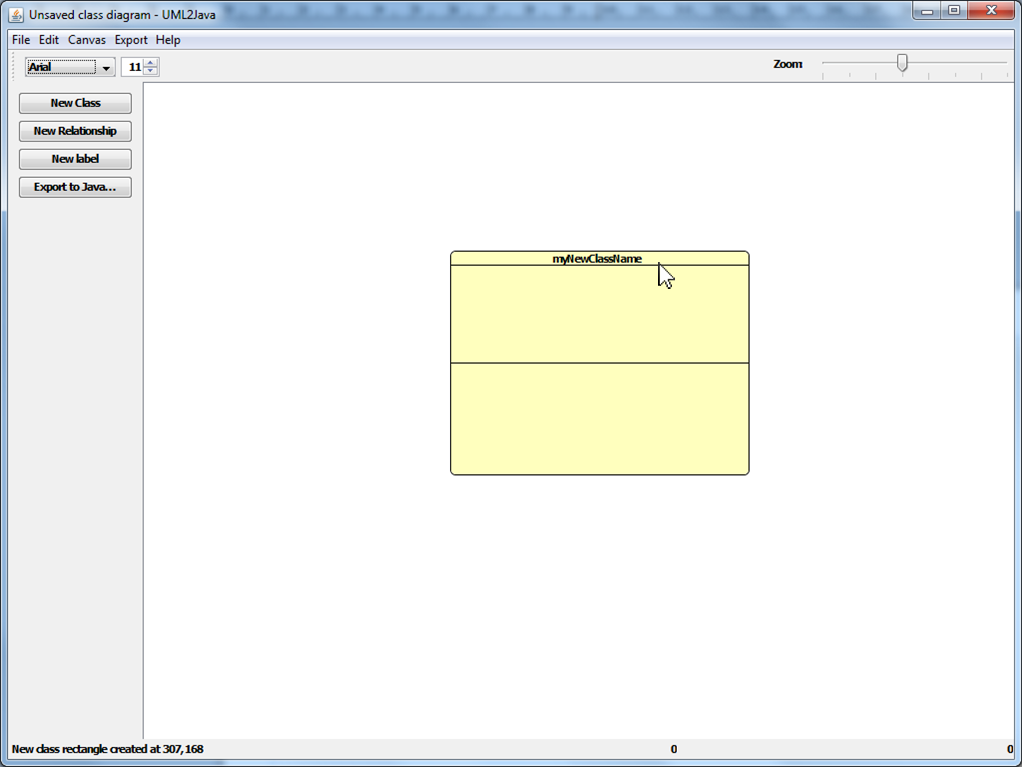 Unsaved class diagram - UML2Java
File Edit Canvas Export Help
Arial 11 Zoom
New Class
New Relationship
New label
Export to Java...
myNewClassName
New class rectangle created at 307,168 0 0